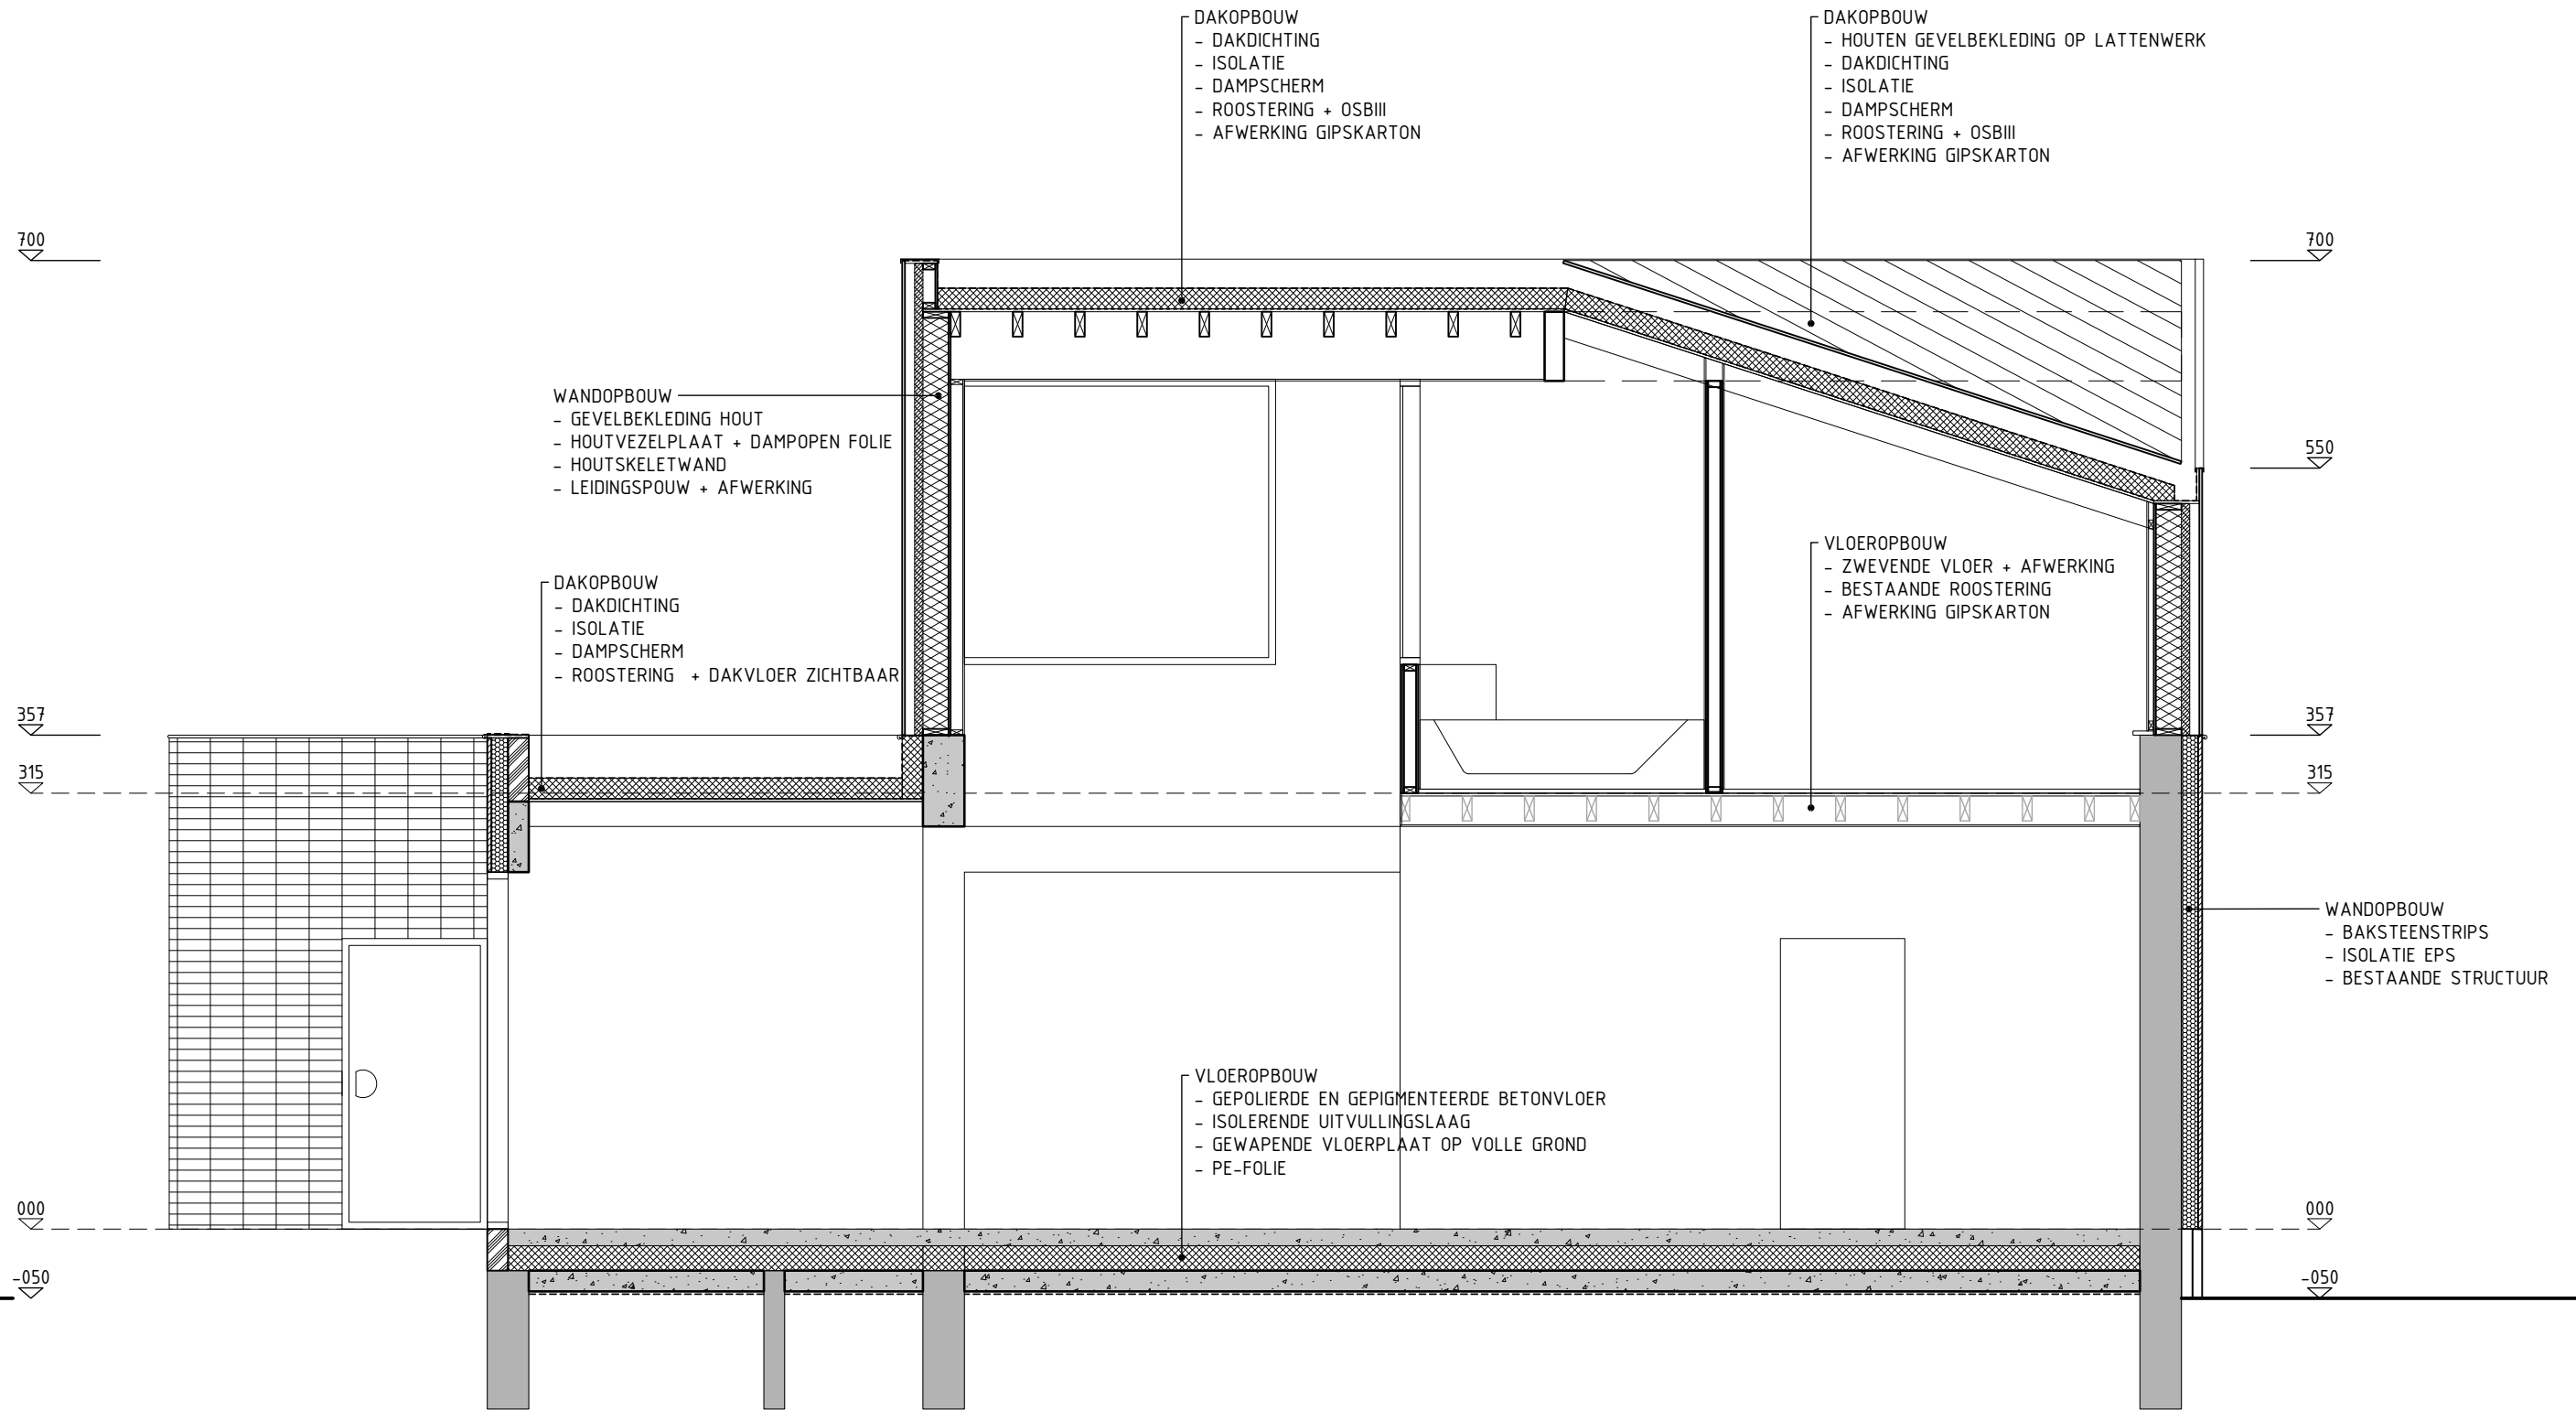 DAKOPBOUW
- DAKDICHTING
- ISOLATIE
- DAMPSCHERM
- ROOSTERING + OSBIII
- AFWERKING GIPSKARTON
DAKOPBOUW
- HOUTEN GEVELBEKLEDING OP LATTENWERK
- DAKDICHTING
- ISOLATIE
- DAMPSCHERM
- ROOSTERING + OSBIII
- AFWERKING GIPSKARTON
700
700
WANDOPBOUW
- GEVELBEKLEDING HOUT
- HOUTVEZELPLAAT + DAMPOPEN FOLIE
- HOUTSKELETWAND
- LEIDINGSPOUW + AFWERKING
550
VLOEROPBOUW
- ZWEVENDE VLOER + AFWERKING
- BESTAANDE ROOSTERING
- AFWERKING GIPSKARTON
DAKOPBOUW
- DAKDICHTING
- ISOLATIE
- DAMPSCHERM
- ROOSTERING + DAKVLOER ZICHTBAAR
357
357
315
315
WANDOPBOUW
- BAKSTEENSTRIPS
- ISOLATIE EPS
- BESTAANDE STRUCTUUR
VLOEROPBOUW
- GEPOLIERDE EN GEPIGMENTEERDE BETONVLOER
- ISOLERENDE UITVULLINGSLAAG
- GEWAPENDE VLOERPLAAT OP VOLLE GROND
- PE-FOLIE
000
000
-050
-050